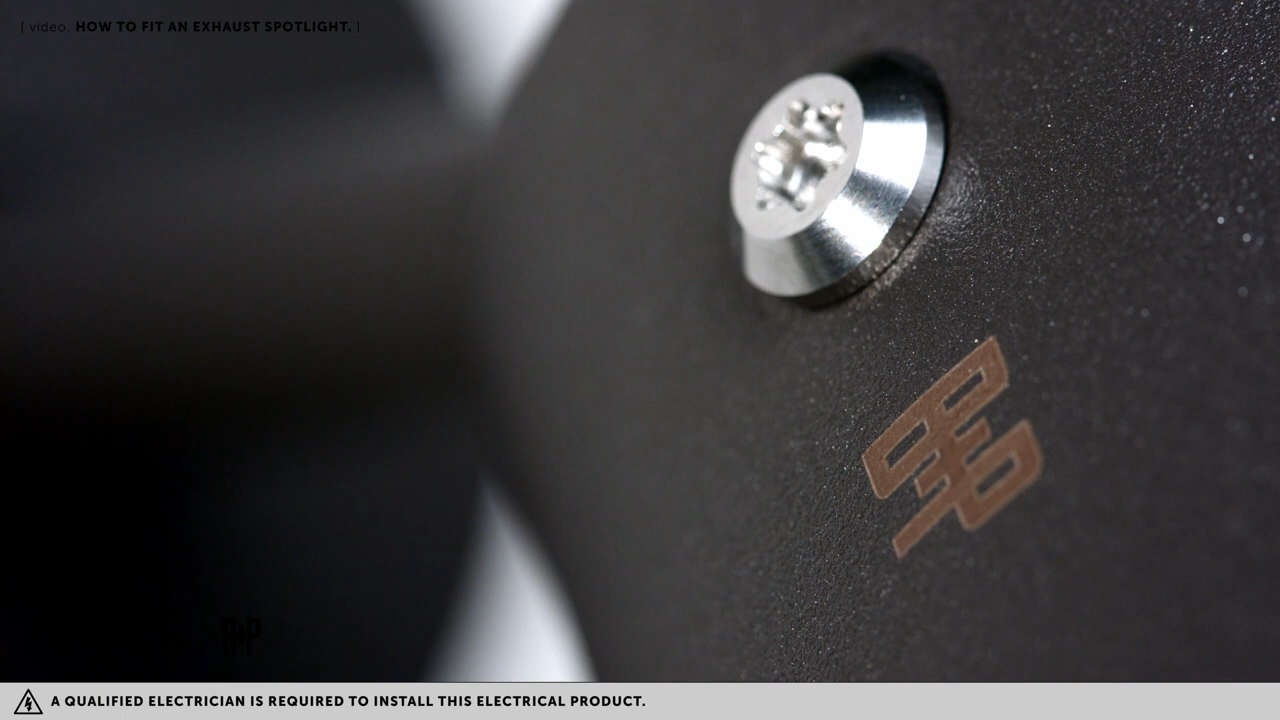 [ video. HOW TO FIT AN EXHAUST SPOTLIGHT. ]
A QUALIFIED ELECTRICIAN IS REQUIRED TO INSTALL THIS ELECTRICAL PRODUCT.